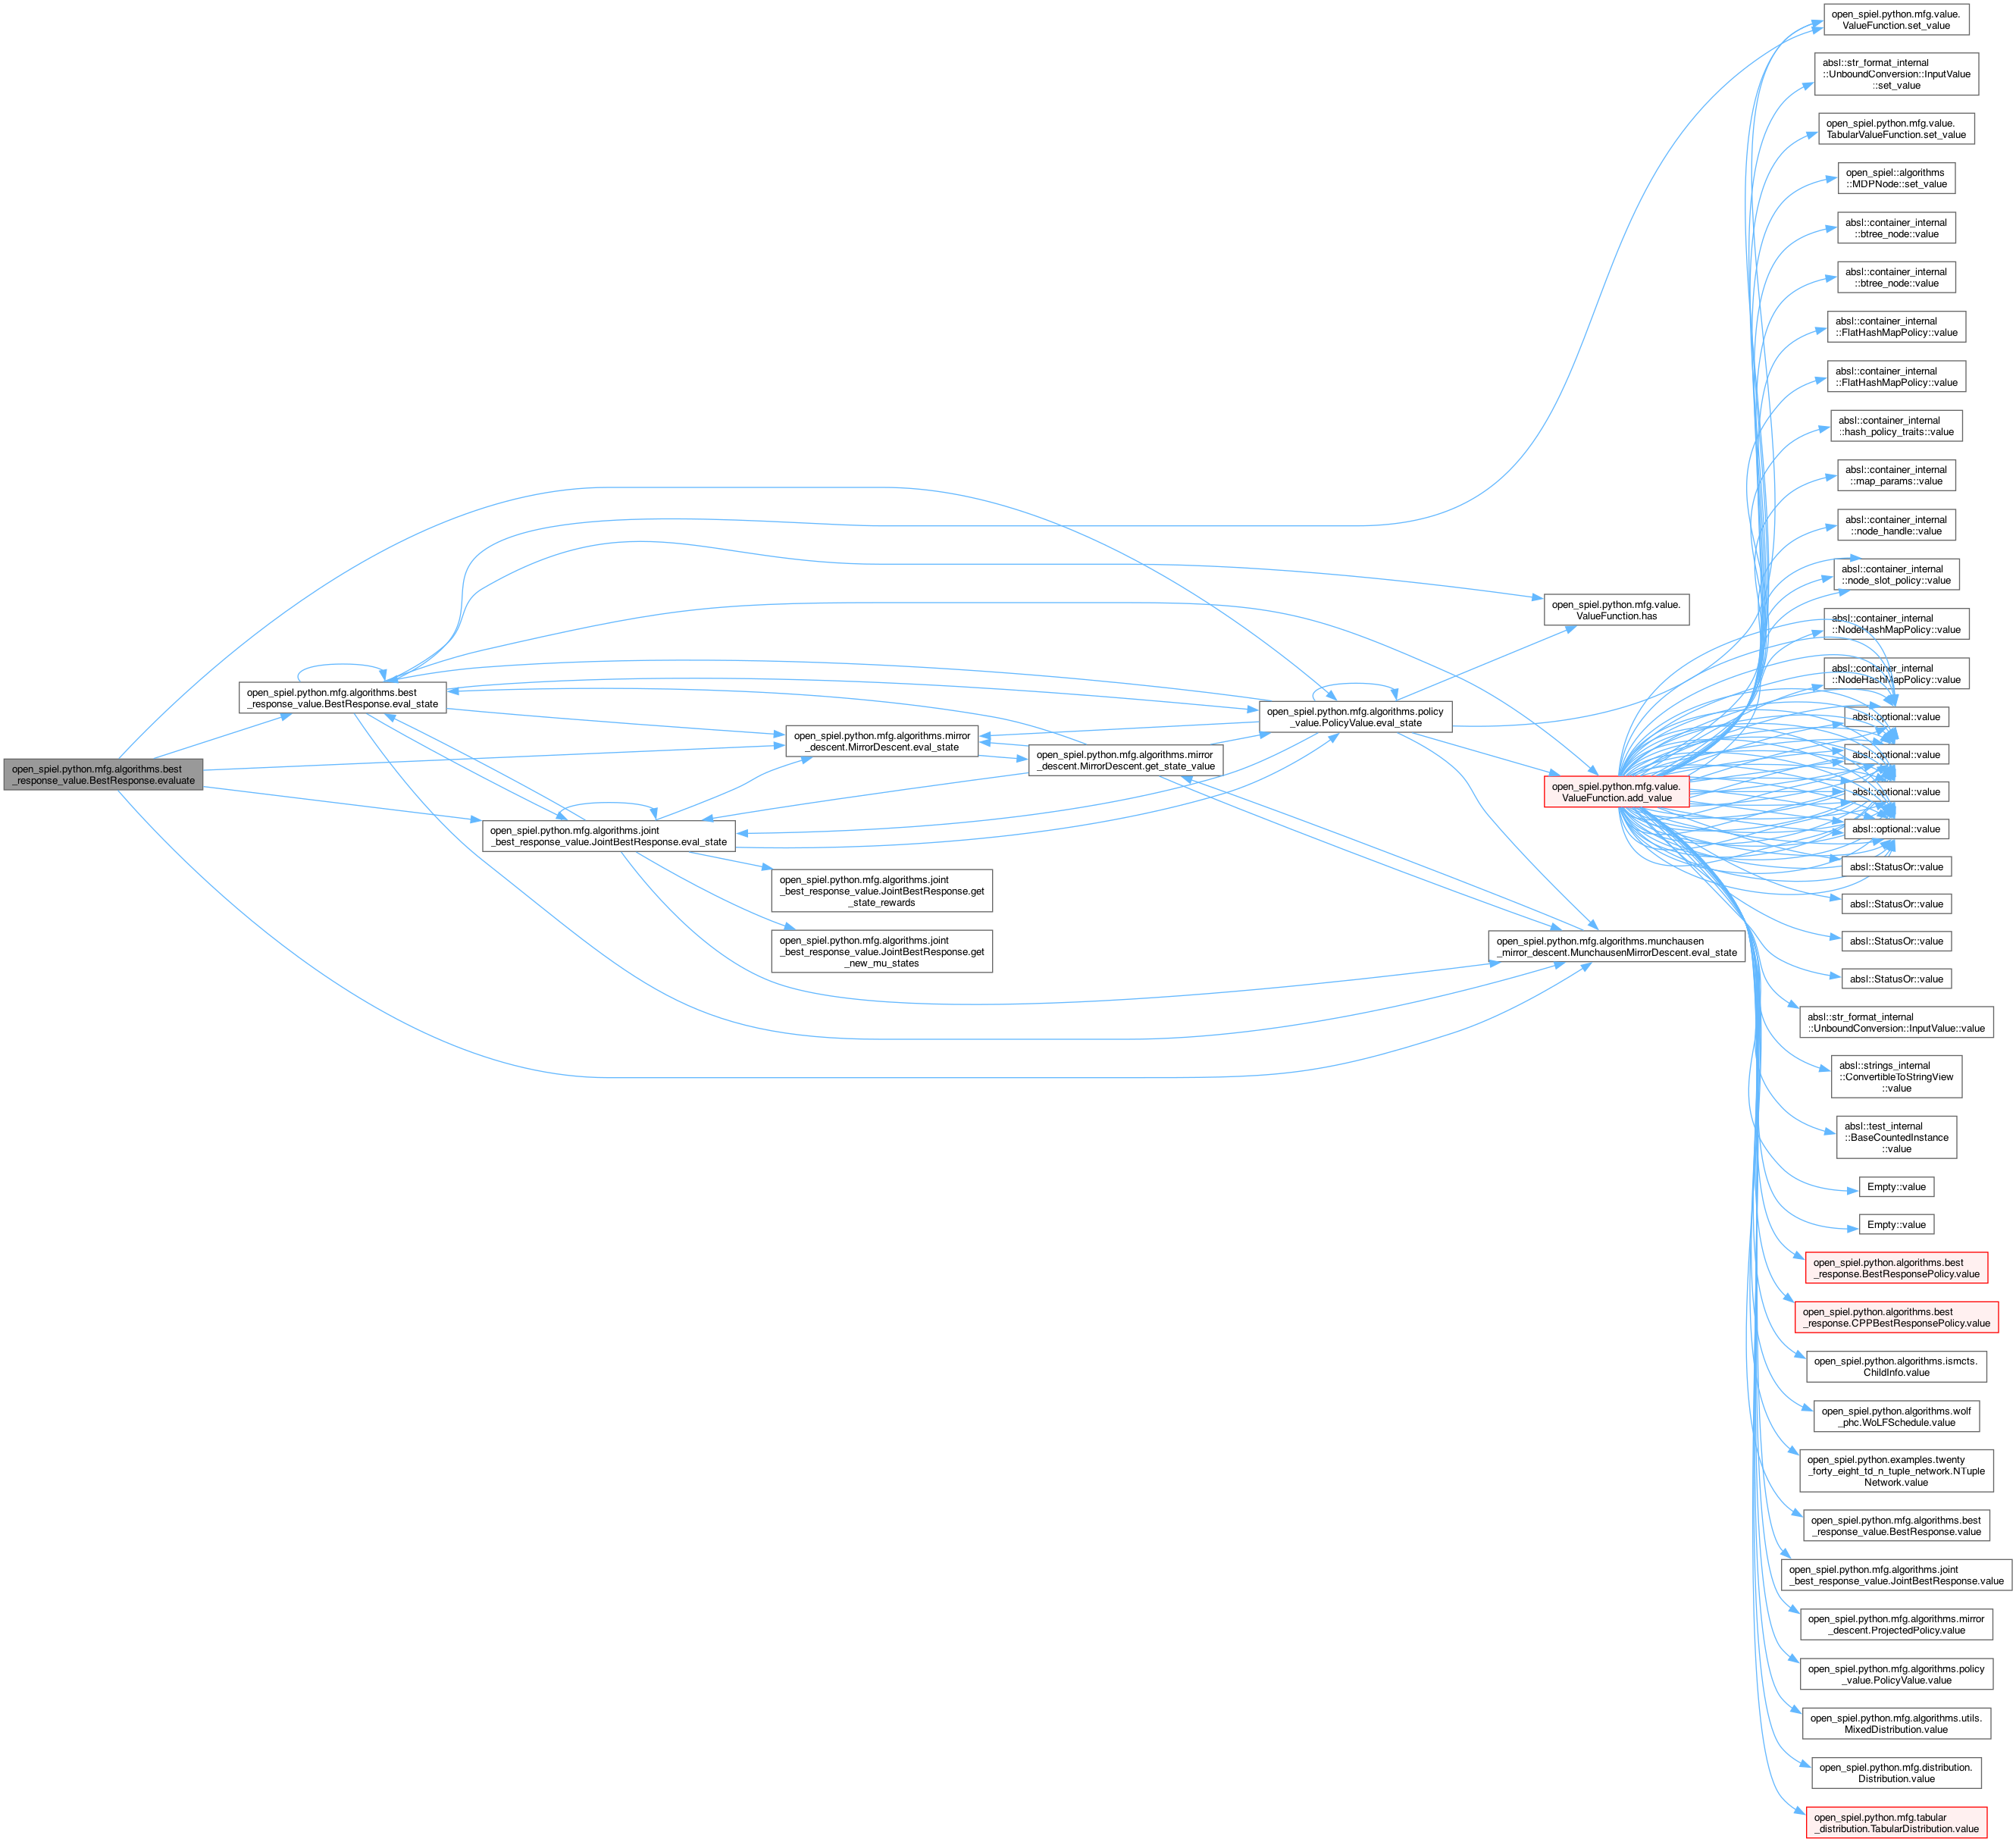 open_spiel.python.mfg.algorithms.best
_response_value.BestResponse.evaluate
open_spiel.python.mfg.algorithms.best
_response_value.BestResponse.eval_state
open_spiel.python.mfg.algorithms.joint
_best_response_value.JointBestResponse.eval_state
open_spiel.python.mfg.algorithms.mirror
_descent.MirrorDescent.eval_state
open_spiel.python.mfg.algorithms.joint
_best_response_value.JointBestResponse.get
_state_rewards
open_spiel.python.mfg.algorithms.joint
_best_response_value.JointBestResponse.get
_new_mu_states
open_spiel.python.mfg.algorithms.mirror
_descent.MirrorDescent.get_state_value
open_spiel.python.mfg.algorithms.policy
_value.PolicyValue.eval_state
open_spiel.python.mfg.value.
ValueFunction.has
open_spiel.python.mfg.value.
ValueFunction.add_value
open_spiel.python.mfg.algorithms.munchausen
_mirror_descent.MunchausenMirrorDescent.eval_state
open_spiel.python.mfg.value.
ValueFunction.set_value
absl::str_format_internal
::UnboundConversion::InputValue
::set_value
open_spiel.python.mfg.value.
TabularValueFunction.set_value
open_spiel::algorithms
::MDPNode::set_value
absl::container_internal
::btree_node::value
absl::container_internal
::btree_node::value
absl::container_internal
::FlatHashMapPolicy::value
absl::container_internal
::FlatHashMapPolicy::value
absl::container_internal
::hash_policy_traits::value
absl::container_internal
::map_params::value
absl::container_internal
::node_handle::value
absl::container_internal
::node_slot_policy::value
absl::container_internal
::NodeHashMapPolicy::value
absl::container_internal
::NodeHashMapPolicy::value
absl::optional::value
absl::optional::value
absl::optional::value
absl::optional::value
absl::StatusOr::value
absl::StatusOr::value
absl::StatusOr::value
absl::StatusOr::value
absl::str_format_internal
::UnboundConversion::InputValue::value
absl::strings_internal
::ConvertibleToStringView
::value
absl::test_internal
::BaseCountedInstance
::value
Empty::value
Empty::value
open_spiel.python.algorithms.best
_response.BestResponsePolicy.value
open_spiel.python.algorithms.best
_response.CPPBestResponsePolicy.value
open_spiel.python.algorithms.ismcts.
ChildInfo.value
open_spiel.python.algorithms.wolf
_phc.WoLFSchedule.value
open_spiel.python.examples.twenty
_forty_eight_td_n_tuple_network.NTuple
Network.value
open_spiel.python.mfg.algorithms.best
_response_value.BestResponse.value
open_spiel.python.mfg.algorithms.joint
_best_response_value.JointBestResponse.value
open_spiel.python.mfg.algorithms.mirror
_descent.ProjectedPolicy.value
open_spiel.python.mfg.algorithms.policy
_value.PolicyValue.value
open_spiel.python.mfg.algorithms.utils.
MixedDistribution.value
open_spiel.python.mfg.distribution.
Distribution.value
open_spiel.python.mfg.tabular
_distribution.TabularDistribution.value